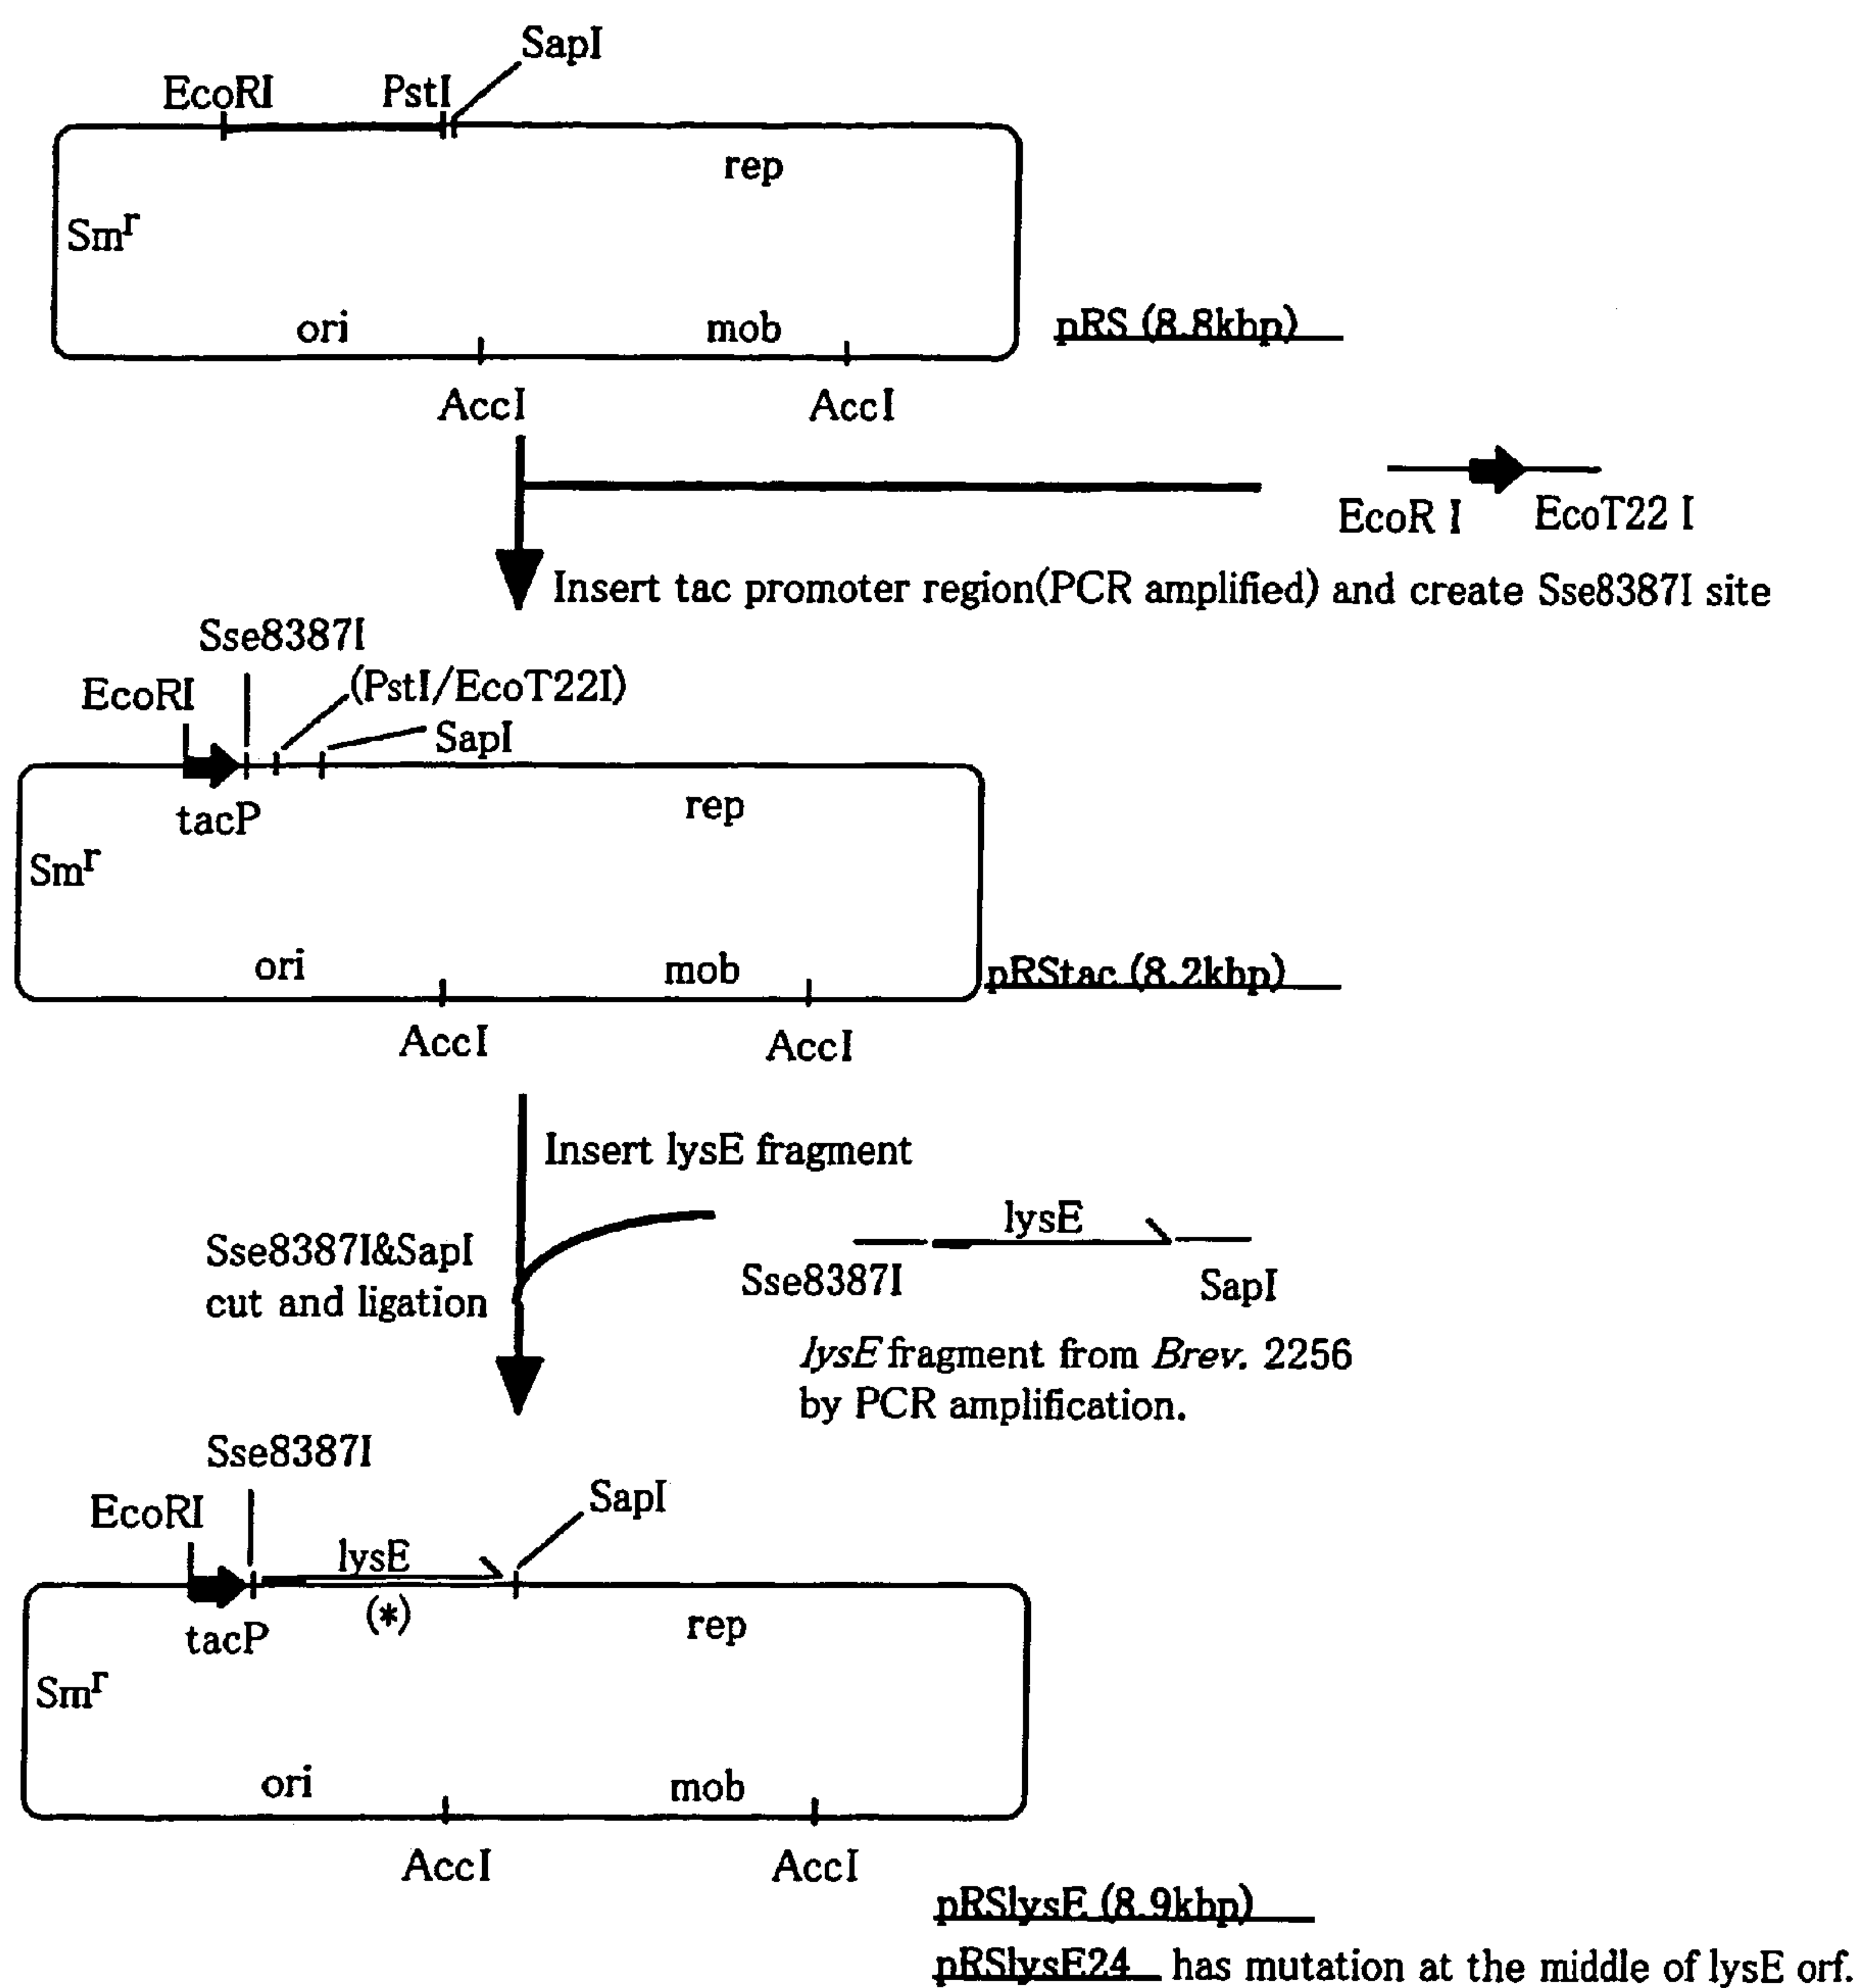 SapI
EcoRI
PstI
rep
Smr
ori
mob
pRS (8.8kbp)
AccI
AccI
EcoR I
EcoT22 I
Insert tac promoter region(PCR amplified) and create Sse8387I site
Sse8387I
EcoRI
(PstI/EcoT22I)
SapI
tacP
rep
Smr
ori
mob
pRStac (8.2kbp)
AccI
AccI
Insert lysE fragment
lysE
Sse8387I&SapI
cut and ligation
Sse8387I
SapI
lysE fragment from Brev. 2256
by PCR amplification.
Sse8387I
EcoRI
SapI
lysE
(*)
tacP
rep
Smr
ori
mob
AccI
AccI
pRSlysE (8.9kbp)
pRSlysE24 has mutation at the middle of lysE orf.